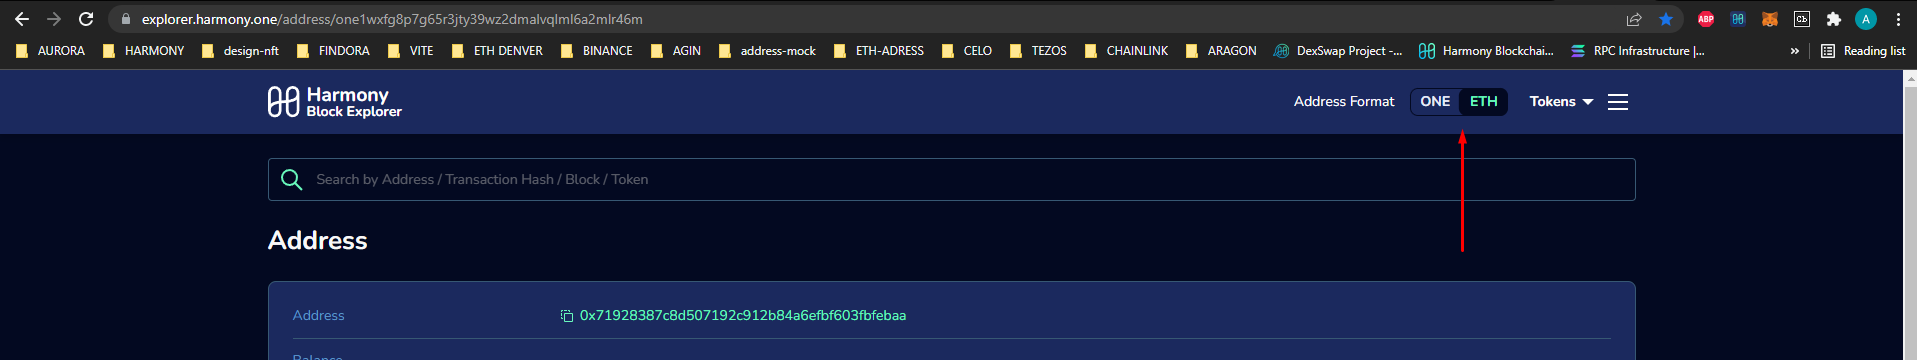 explorer.harmony.one/address/one1wxfg8p7g65r3jty39wz2dmalvqlml6a2mlr46m
ABP
Cb
A
AURORA HARMONY design-nft FINDORA VITE ETH DENVER BINANCE AGIN address-mock ETH-ADRESS CELO TEZOS CHAINLINK ARAGON DexSwap Project -... Harmony Blockchai... RPC Infrastructure |... » Reading list
Harmony
Block Explorer
Address Format ONE ETH Tokens
Search by Address / Transaction Hash / Block / Token
Address
Address 0x71928387c8d507192c912b84a6efbf603fbfebaa
Balance